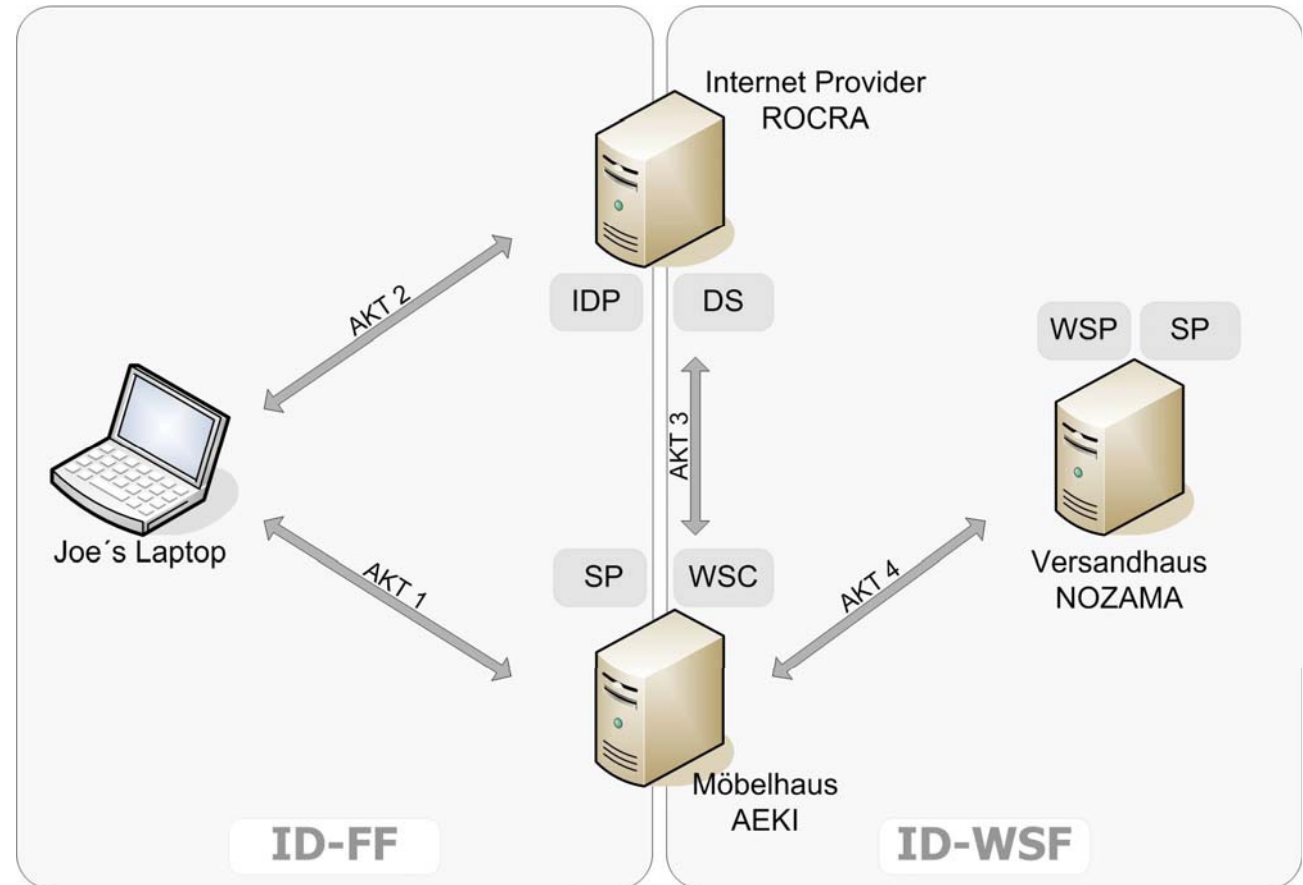 Internet Provider
ROCRA
IDP
DS
AKT 2
WSP
SP
AKT 3
Joe´s Laptop
AKT 1
SP
WSC
AKT 4
Versandhaus
NOZAMA
Möbelhaus
AEKI
ID-FF
ID-WSF